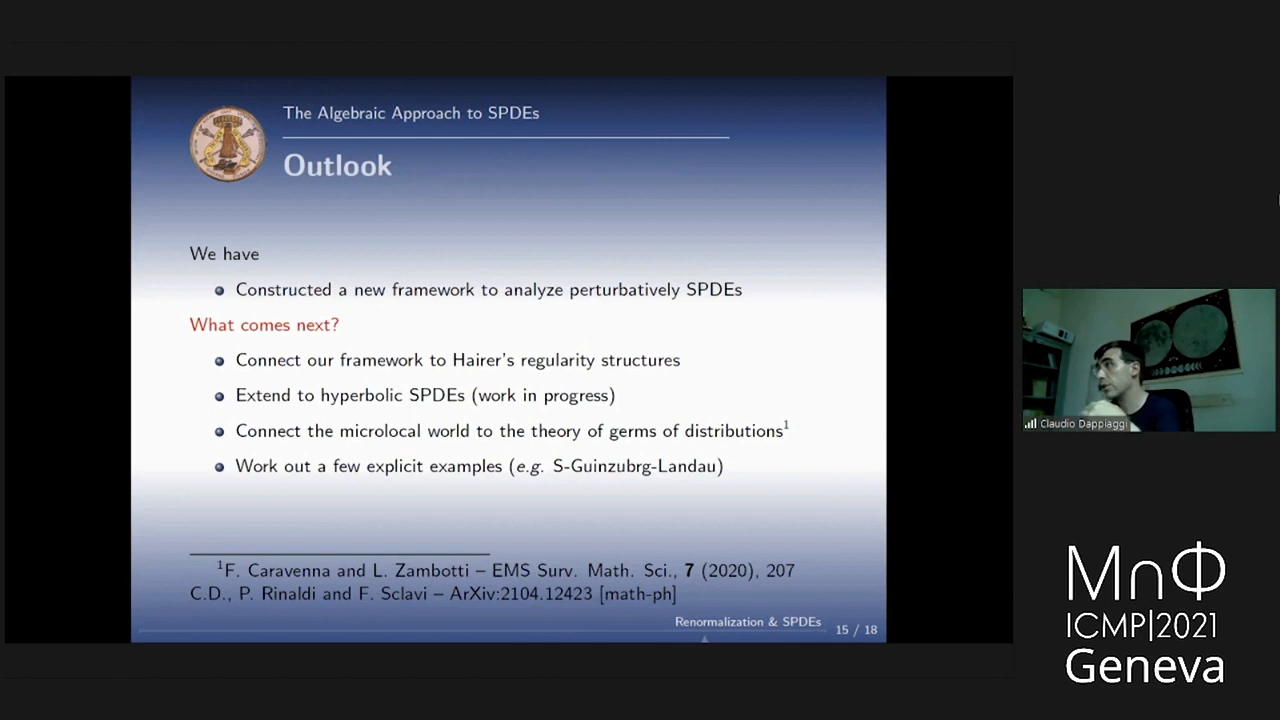 The Algebraic Approach to SPDEs
Outlook
We have
Constructed a new framework to analyze perturbatively SPDEs
What comes next?
Connect our framework to Hairer's regularity structures
Extend to hyperbolic SPDEs (work in progress)
Connect the microlocal world to the theory of germs of distributions¹
Work out a few explicit examples (e.g. S-Guinzubrg-Landau)
¹F. Caravenna and L. Zambotti – EMS Surv. Math. Sci., 7 (2020), 207
C.D., P. Rinaldi and F. Sclavi – ArXiv:2104.12423 [math-ph]
Renormalization & SPDEs
15 / 18
Claudio Dappiaggi
MпΦ
ICMP|2021
Geneva